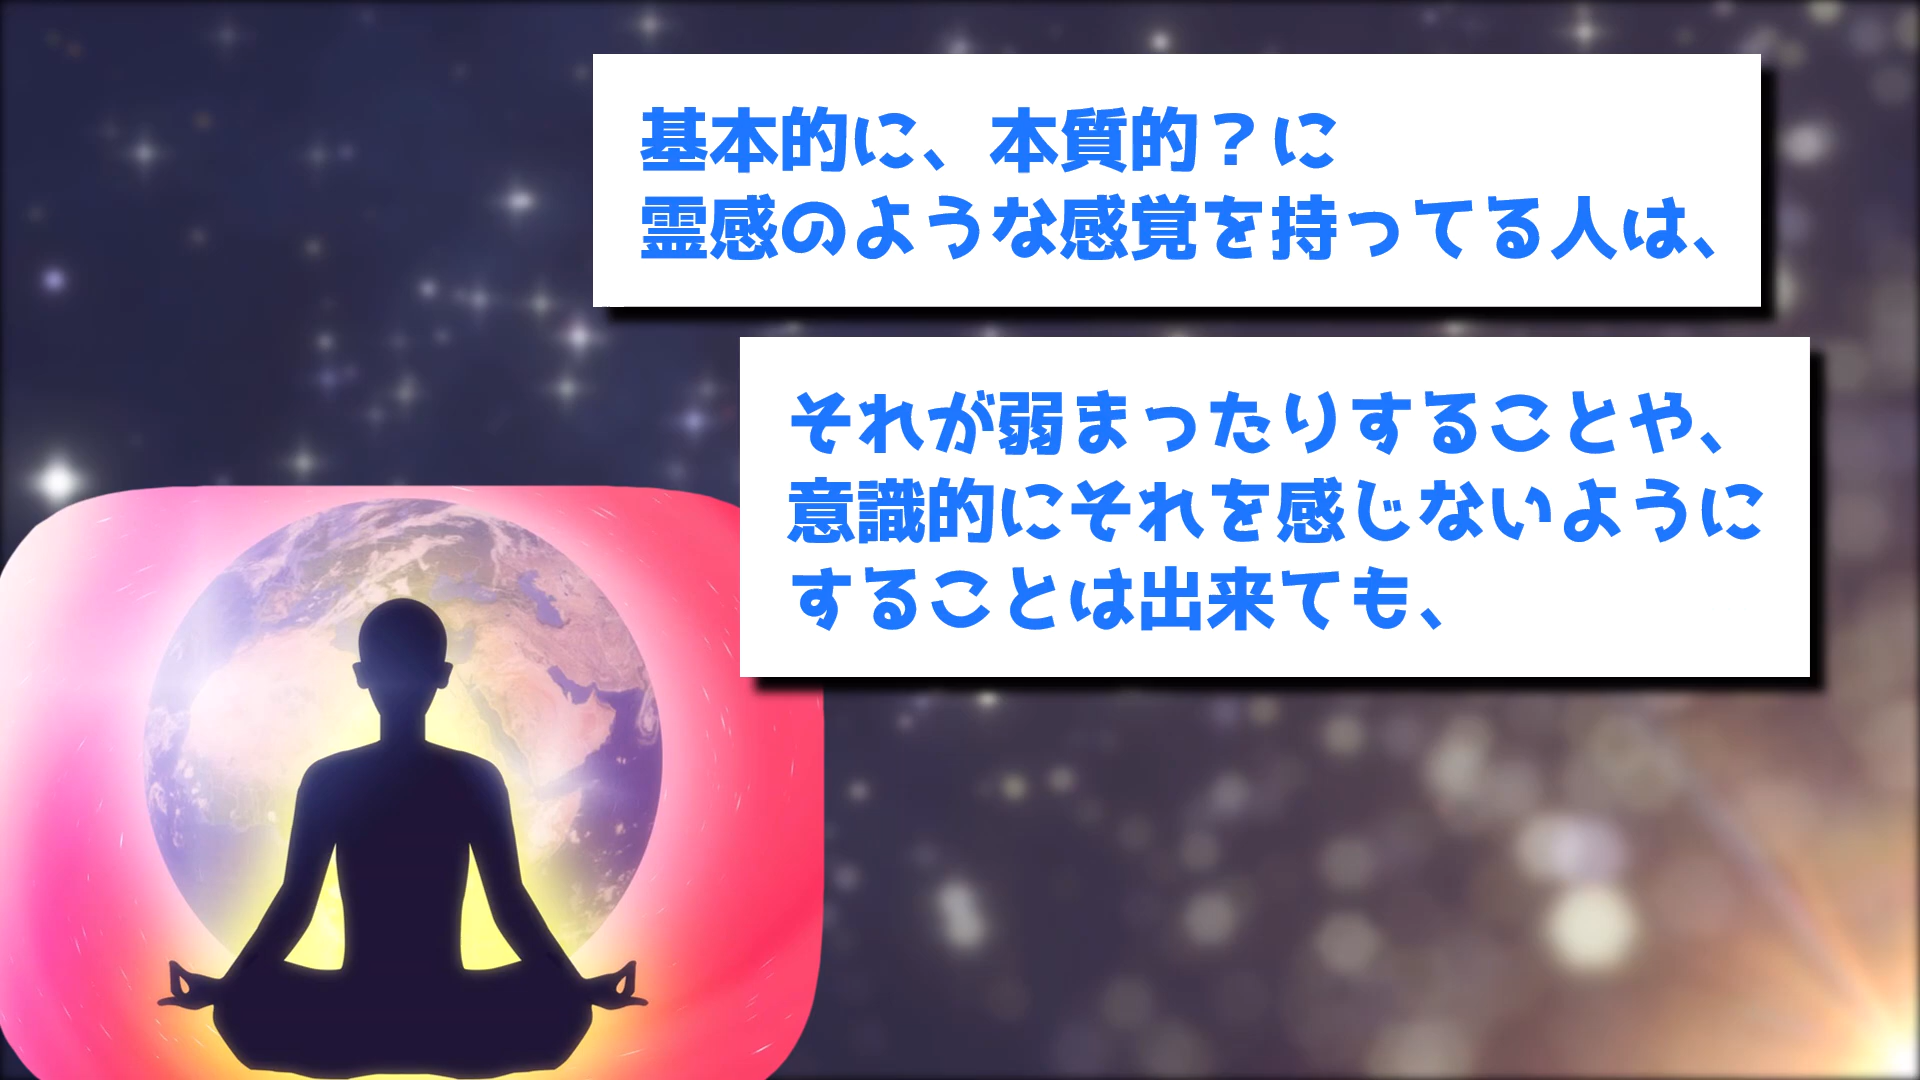 基本的に、本質的？に
霊感のような感覚を持ってる人は、
それが弱まったりすることや、
意識的にそれを感じないように
することは出来ても、